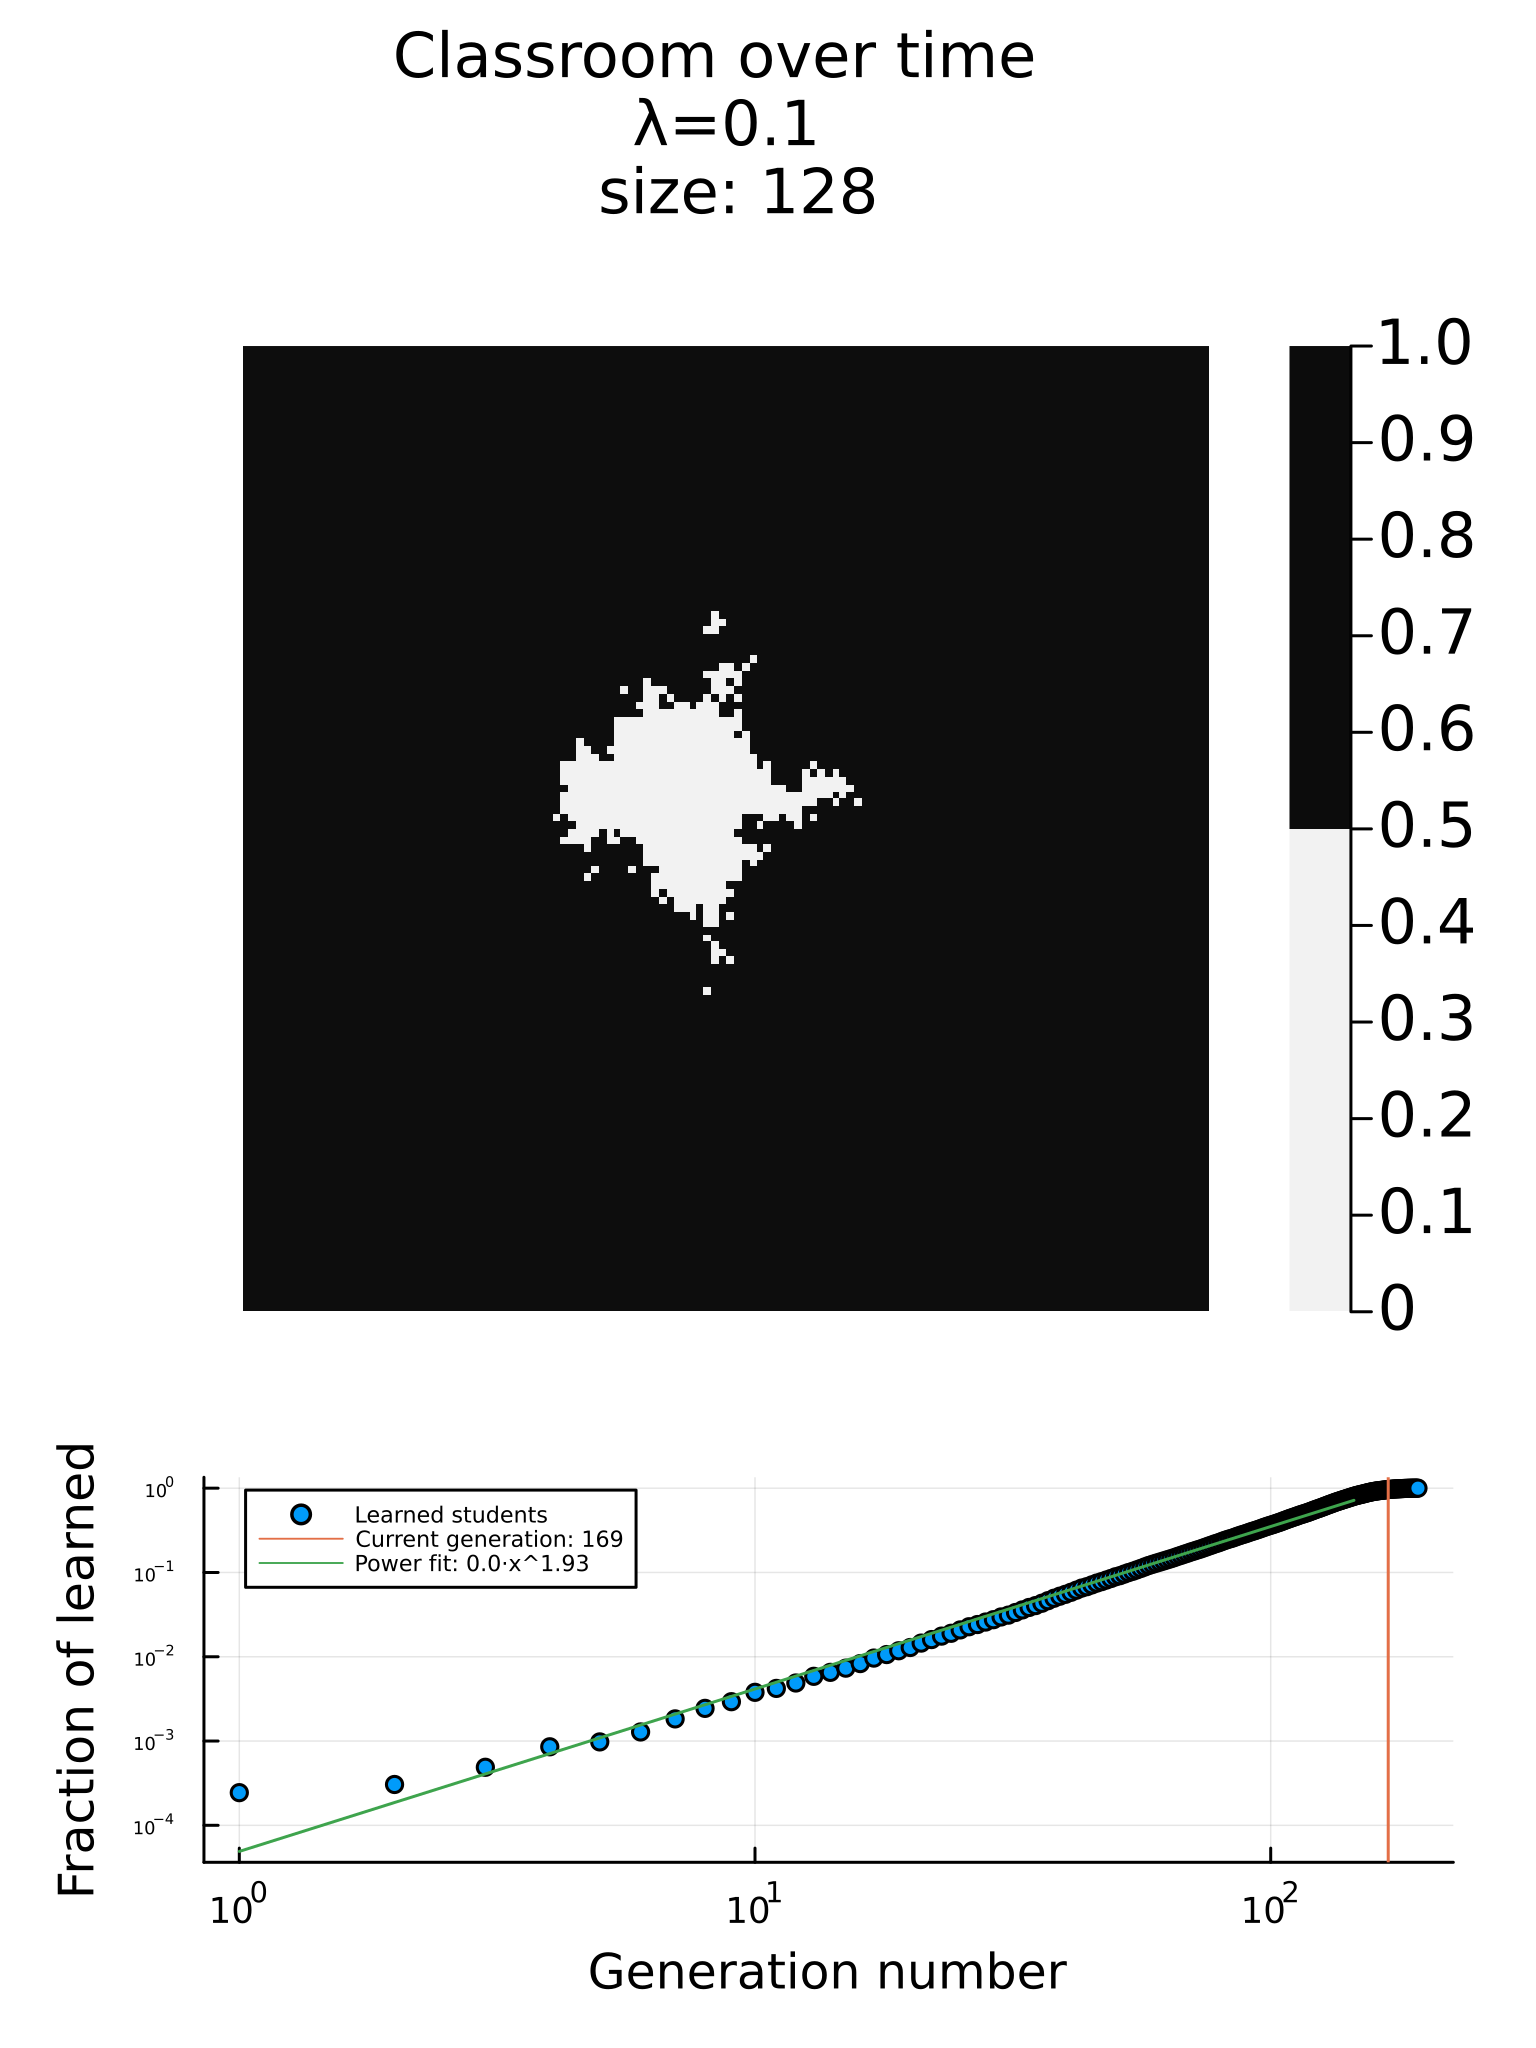 Classroom over time
λ=0.1
size: 128
1.0
0.9
0.8
0.7
0.6
0.5
0.4
0.3
0.2
0.1
0
Fraction of learned
10^0
10^-1
10^-2
10^-3
10^-4
Learned students
Current generation: 169
Power fit: 0.0·x^1.93
10^0
10^1
10^2
Generation number